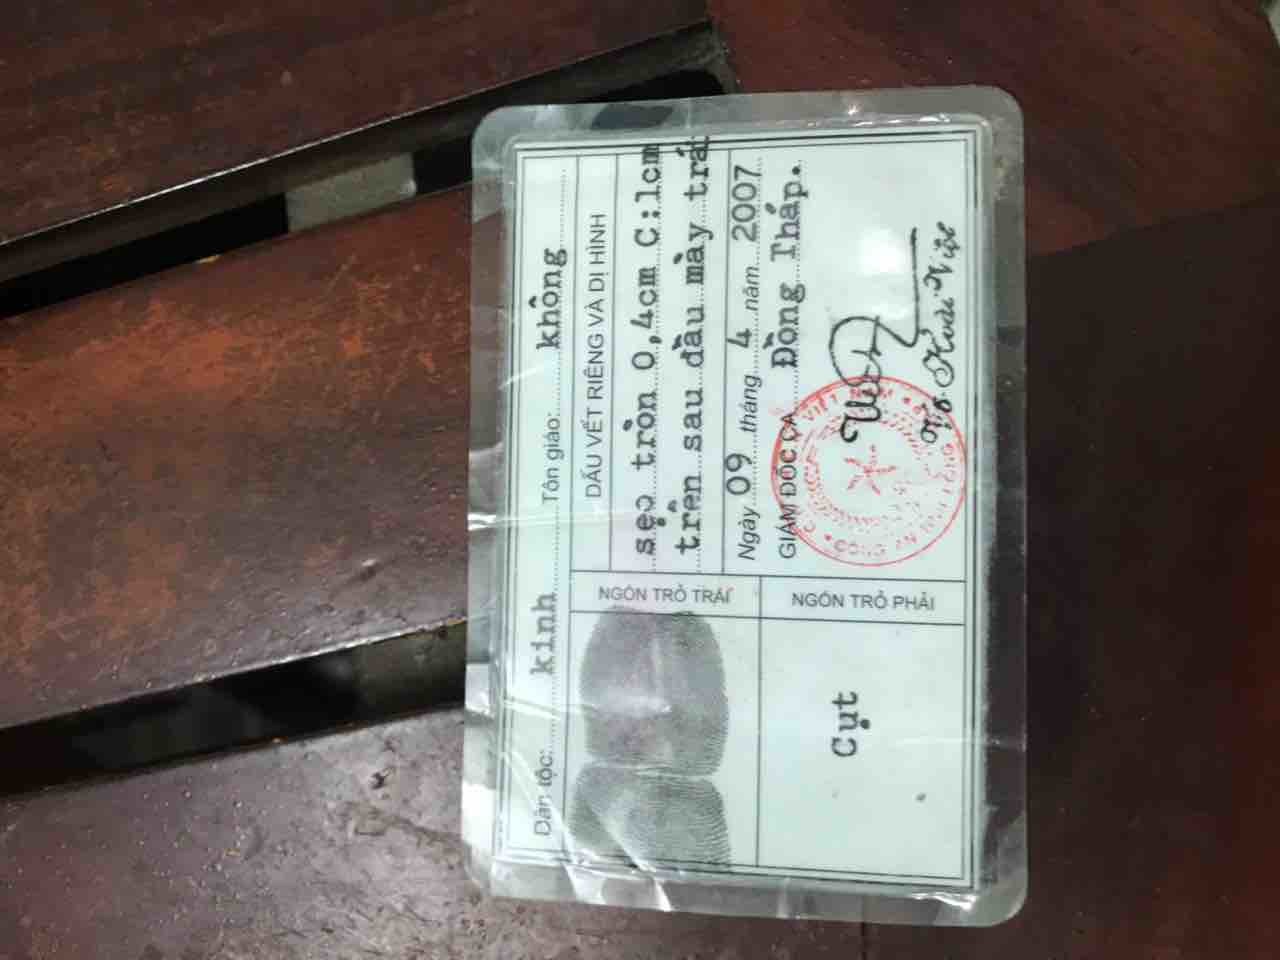 Dân tộc: kinh Tôn giáo: không
NGÓN TRỎ TRÁI
DẤU VẾT RIÊNG VÀ DỊ HÌNH
sẹo tròn 0,4cm C:1cm
trên sau đầu mày trái
Ngày 09 tháng 4 năm 2007
NGÓN TRỎ PHẢI
Cụt
GIÁM ĐỐC CA Đồng Tháp.